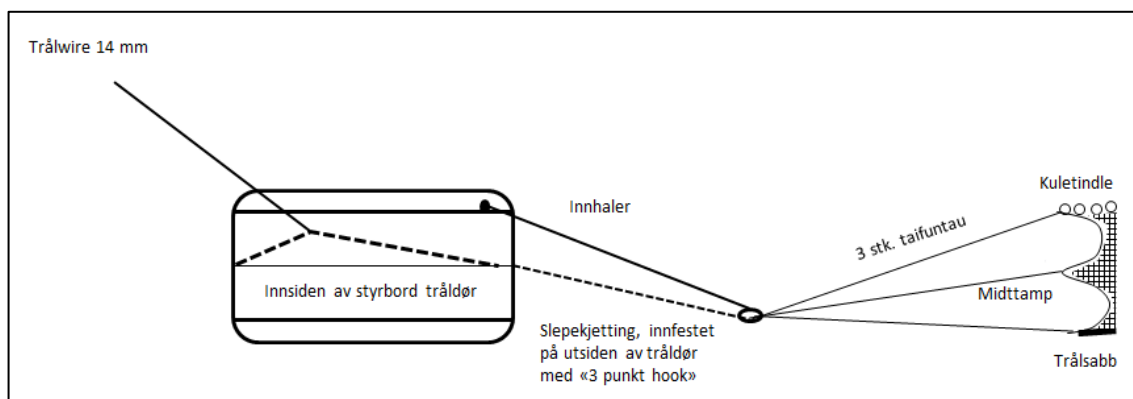 Trålwire 14 mm
Innhaler
Kuletindle
3 stk. taifuntau
Innsiden av styrbord tråldør
Midttamp
Slepekjetting, innfestet
på utsiden av tråldør
med «3 punkt hook»
Trålsabb